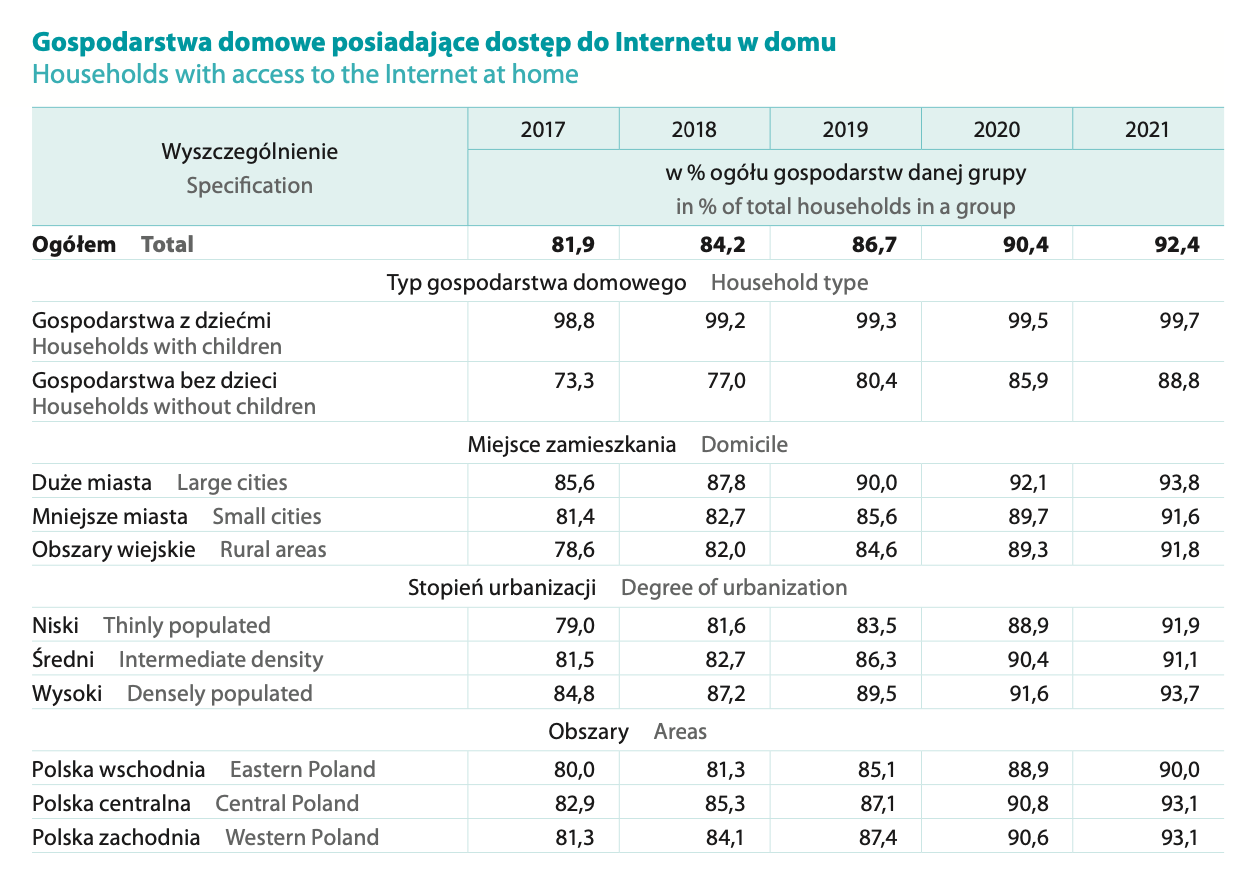 Gospodarstwa domowe posiadające dostęp do Internetu w domu
Households with access to the Internet at home
Wyszczególnienie
Specification
2017 2018 2019 2020 2021
w % ogółu gospodarstw danej grupy
in % of total households in a group
Ogółem Total 81,9 84,2 86,7 90,4 92,4
Typ gospodarstwa domowego Household type
Gospodarstwa z dziećmi 98,8 99,2 99,3 99,5 99,7
Households with children
Gospodarstwa bez dzieci 73,3 77,0 80,4 85,9 88,8
Households without children
Miejsce zamieszkania Domicile
Duże miasta Large cities 85,6 87,8 90,0 92,1 93,8
Mniejsze miasta Small cities 81,4 82,7 85,6 89,7 91,6
Obszary wiejskie Rural areas 78,6 82,0 84,6 89,3 91,8
Stopień urbanizacji Degree of urbanization
Niski Thinly populated 79,0 81,6 83,5 88,9 91,9
Średni Intermediate density 81,5 82,7 86,3 90,4 91,1
Wysoki Densely populated 84,8 87,2 89,5 91,6 93,7
Obszary Areas
Polska wschodnia Eastern Poland 80,0 81,3 85,1 88,9 90,0
Polska centralna Central Poland 82,9 85,3 87,1 90,8 93,1
Polska zachodnia Western Poland 81,3 84,1 87,4 90,6 93,1